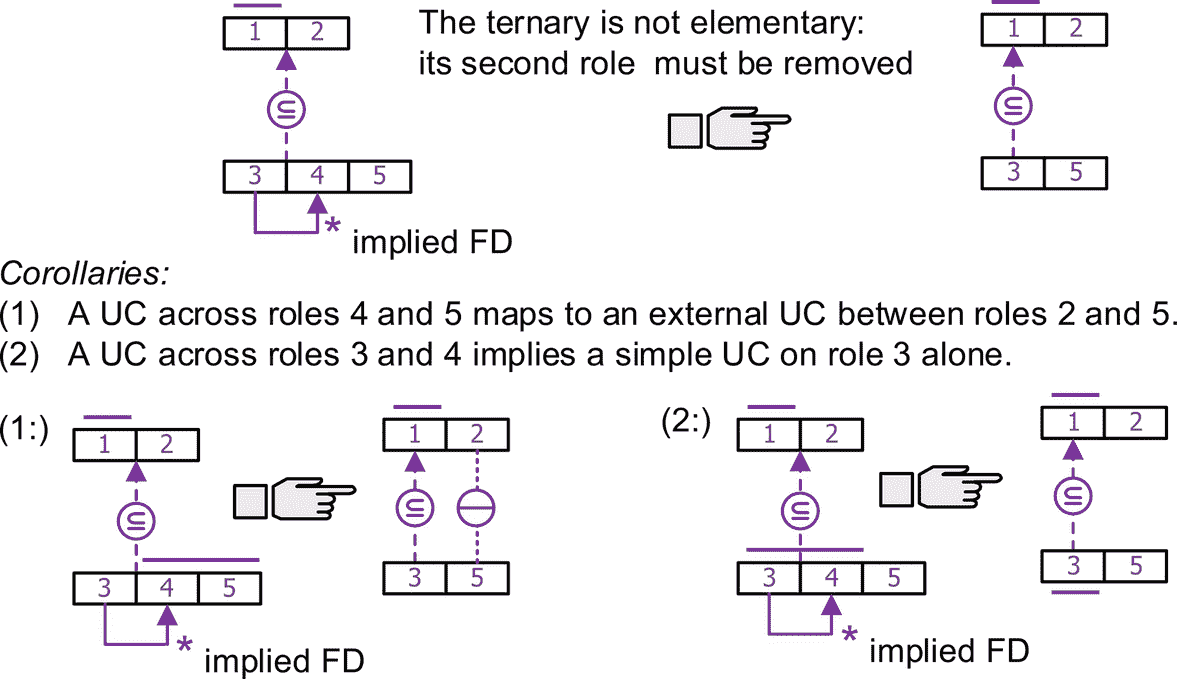 1 2
The ternary is not elementary:
its second role must be removed
1 2
⊆
⊆
3 4 5
3 5
* implied FD
Corollaries:
(1) A UC across roles 4 and 5 maps to an external UC between roles 2 and 5.
(2) A UC across roles 3 and 4 implies a simple UC on role 3 alone.
(1:)
1 2
⊆
3 4 5
* implied FD
1 2
⊆
3 5
(2:)
1 2
⊆
3 4 5
* implied FD
1 2
⊆
3 5